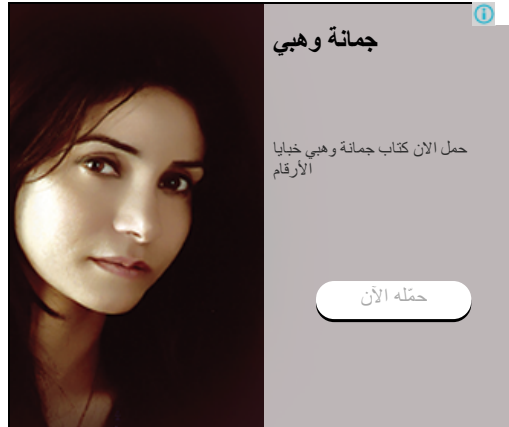 جمانة وهبي
حمل الان كتاب جمانة وهبي خبايا
الأرقام
حمّله الآن